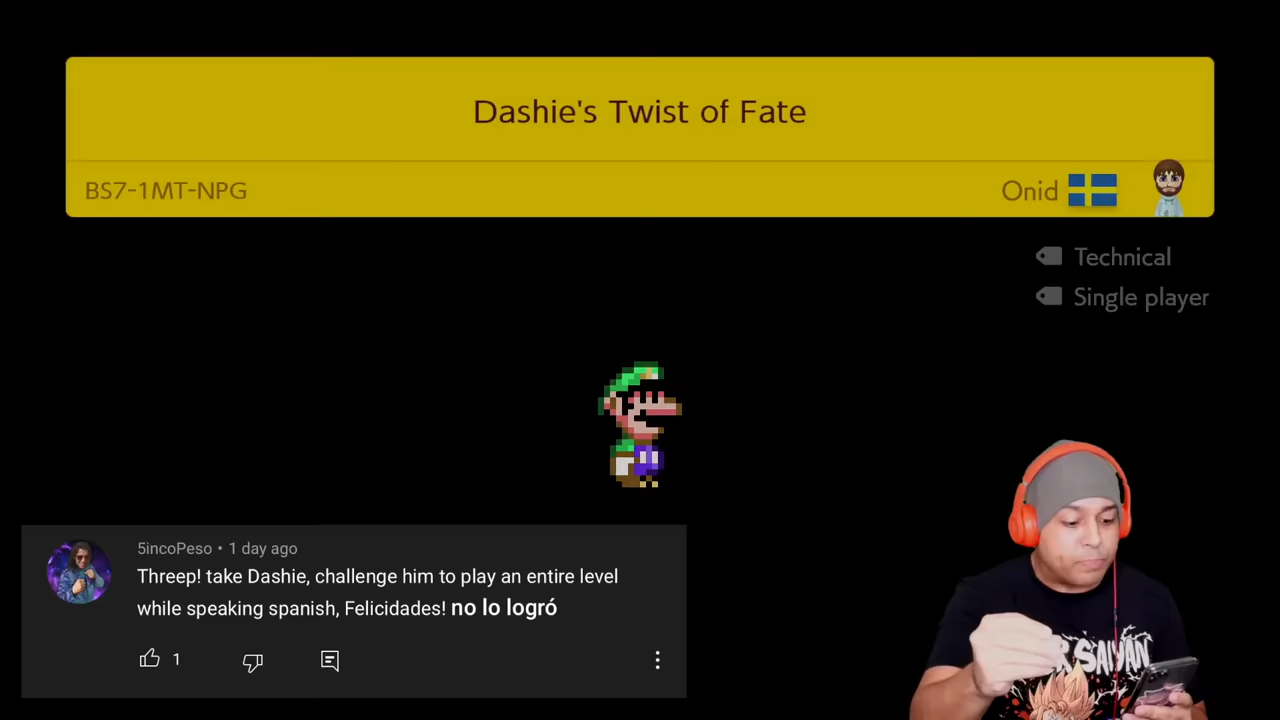 Dashie's Twist of Fate
BS7-1MT-NPG
Onid
Technical
Single player
5incoPeso • 1 day ago
Threep! take Dashie, challenge him to play an entire level
while speaking spanish, Felicidades! no lo logró
1
SAIYAN